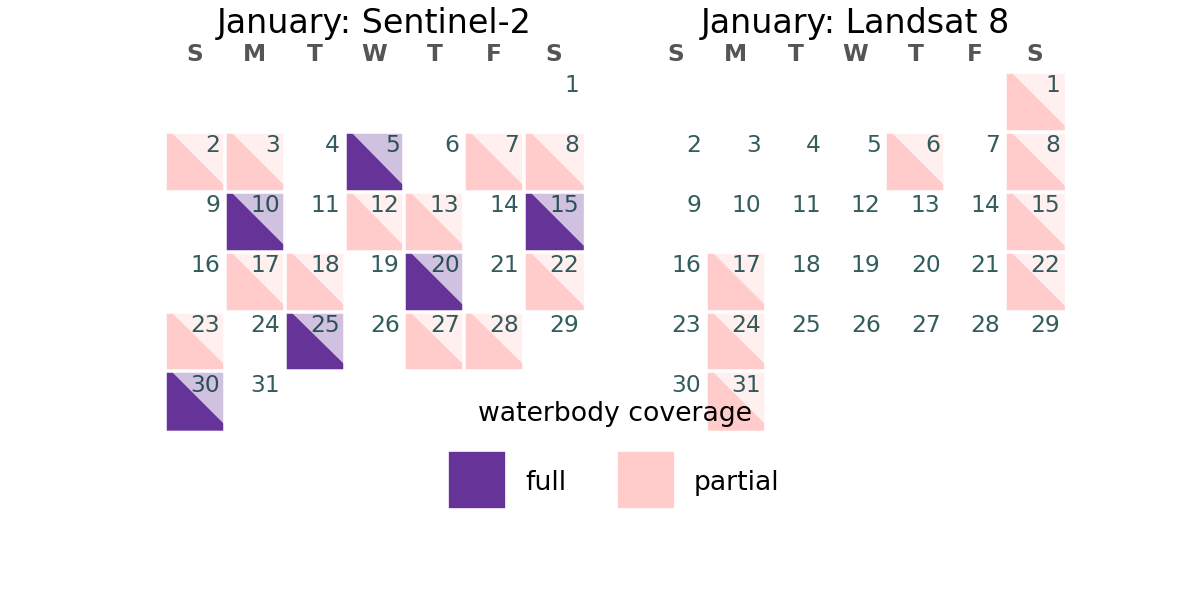 January: Sentinel-2
S M T W T F S
1
2 3 4 5 6 7 8
9 10 11 12 13 14 15
16 17 18 19 20 21 22
23 24 25 26 27 28 29
30 31
January: Landsat 8
S M T W T F S
1
2 3 4 5 6 7 8
9 10 11 12 13 14 15
16 17 18 19 20 21 22
23 24 25 26 27 28 29
30 31
waterbody coverage
full partial